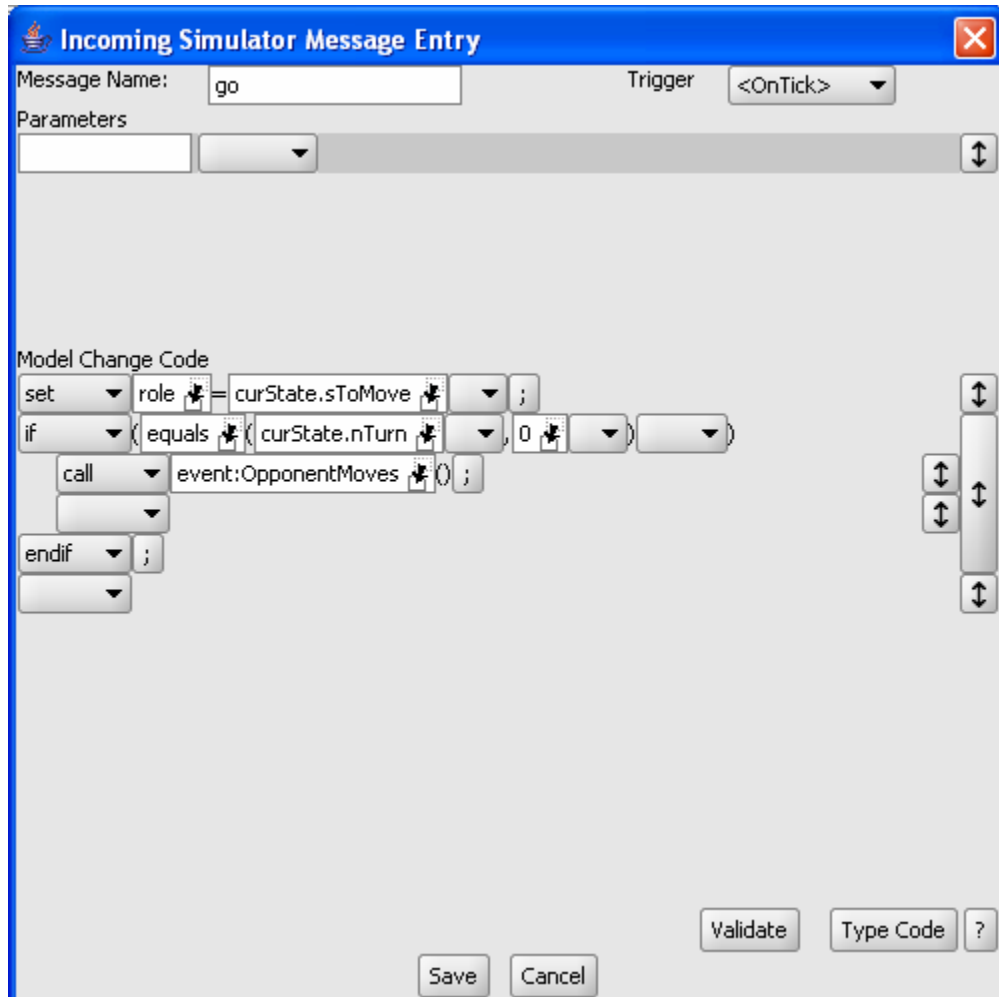 Incoming Simulator Message Entry
Message Name: go Trigger <OnTick>
Parameters
Model Change Code
set role = curState.sToMove ;
if ( equals ( curState.nTurn , 0 ) )
call event:OpponentMoves () ;
endif ;
Validate Type Code ?
Save Cancel